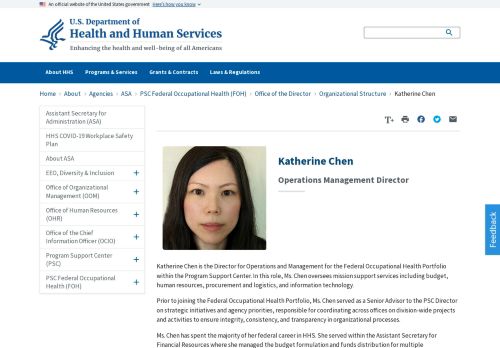 An official website of the United States government Here's how you know
U.S. Department of
Health and Human Services
Enhancing the health and well-being of all Americans
About HHS Programs & Services Grants & Contracts Laws & Regulations
Home › About › Agencies › ASA › PSC Federal Occupational Health (FOH) › Office of the Director › Organizational Structure › Katherine Chen
Assistant Secretary for
Administration (ASA)
HHS COVID-19 Workplace Safety
Plan
About ASA
EEO, Diversity & Inclusion +
Office of Organizational
Management (OOM) +
Office of Human Resources
(OHR) +
Office of the Chief
Information Officer (OCIO) +
Program Support Center
(PSC) +
PSC Federal Occupational
Health (FOH) +
T+
Katherine Chen
Operations Management Director
Katherine Chen is the Director for Operations and Management for the Federal Occupational Health Portfolio
within the Program Support Center. In this role, Ms. Chen oversees mission support services including budget,
human resources, procurement and logistics, and information technology.
Prior to joining the Federal Occupational Health Portfolio, Ms. Chen served as a Senior Advisor to the PSC Director
on strategic initiatives and agency priorities, responsible for coordinating across offices on division-wide projects
and activities to ensure integrity, consistency, and transparency in organizational processes.
Ms. Chen has spent the majority of her federal career in HHS. She served within the Assistant Secretary for
Financial Resources where she managed the budget formulation and funds distribution for multiple
Feedback